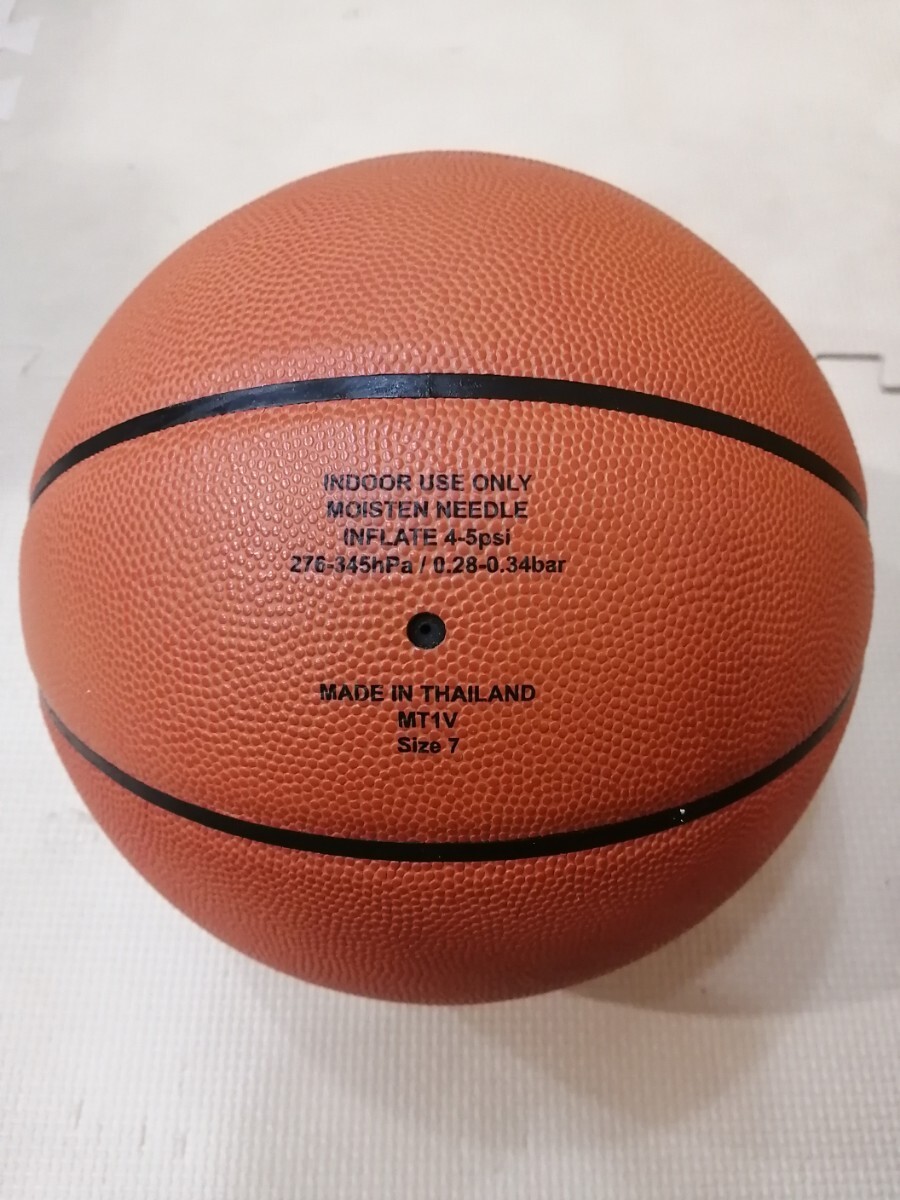 INDOOR USE ONLY
MOISTEN NEEDLE
INFLATE 4-5psi
276-345hPa / 0.28-0.34bar
MADE IN THAILAND
MT1V
Size 7